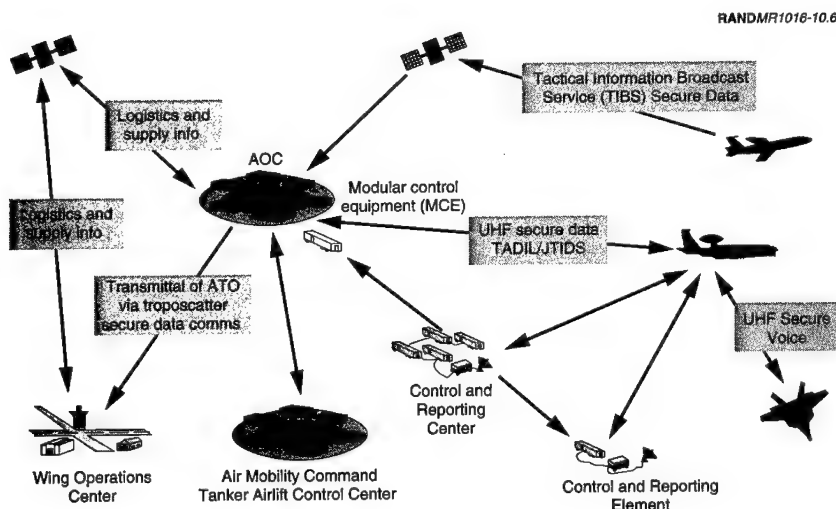 RANDMR1016-10.6
Tactical Information Broadcast
Service (TIBS) Secure Data
Logistics and
supply info
AOC
Modular control
equipment (MCE)
Logistics and
supply info
UHF secure data
TADIL/JTIDS
Transmittal of ATO
via troposcatter
secure data comms
UHF Secure
Voice
Control and
Reporting
Center
Wing Operations
Center
Air Mobility Command
Tanker Airlift Control Center
Control and Reporting
Element